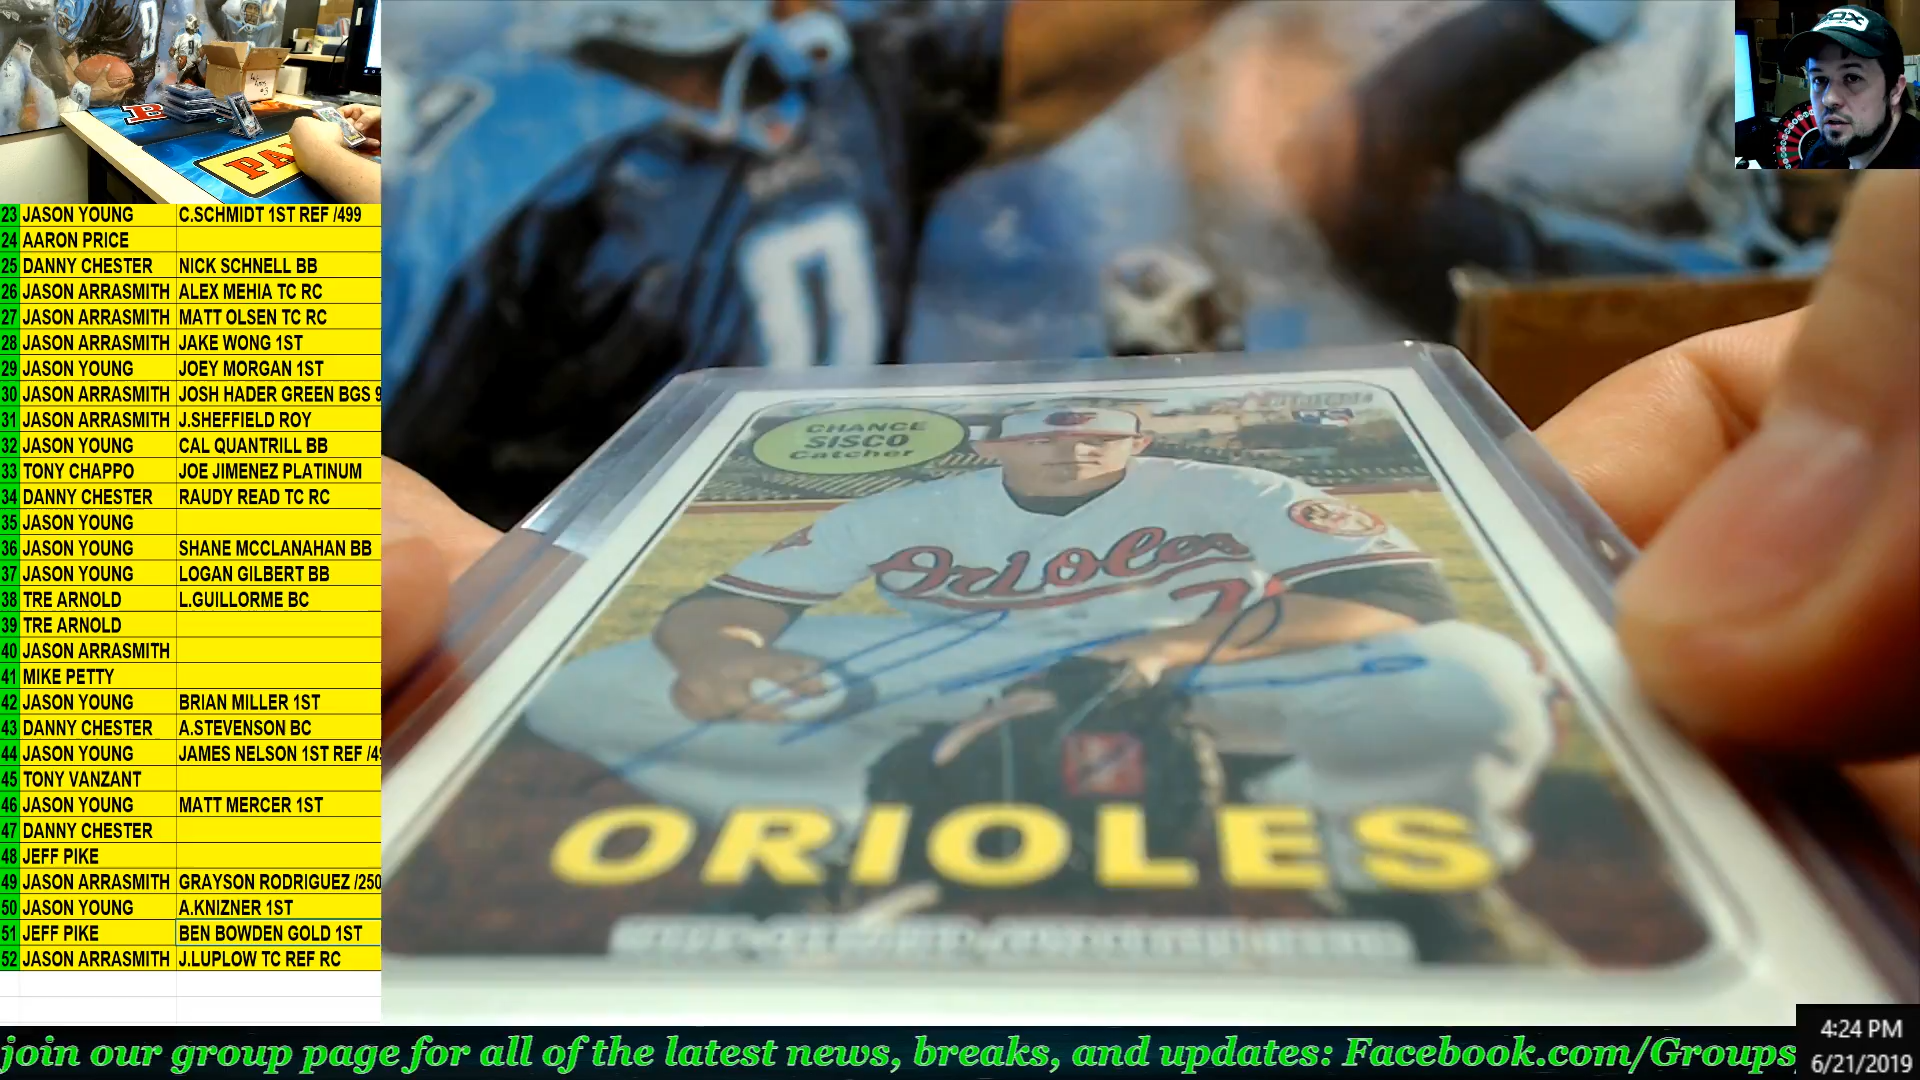 23 JASON YOUNG C.SCHMIDT 1ST REF /499
24 AARON PRICE
25 DANNY CHESTER NICK SCHNELL BB
26 JASON ARRASMITH ALEX MEHIA TC RC
27 JASON ARRASMITH MATT OLSEN TC RC
28 JASON ARRASMITH JAKE WONG 1ST
29 JASON YOUNG JOEY MORGAN 1ST
30 JASON ARRASMITH JOSH HADER GREEN BGS 9
31 JASON ARRASMITH J.SHEFFIELD ROY
32 JASON YOUNG CAL QUANTRILL BB
33 TONY CHAPPO JOE JIMENEZ PLATINUM
34 DANNY CHESTER RAUDY READ TC RC
35 JASON YOUNG
36 JASON YOUNG SHANE MCCLANAHAN BB
37 JASON YOUNG LOGAN GILBERT BB
38 TRE ARNOLD L.GUILLORME BC
39 TRE ARNOLD
40 JASON ARRASMITH
41 MIKE PETTY
42 JASON YOUNG BRIAN MILLER 1ST
43 DANNY CHESTER A.STEVENSON BC
44 JASON YOUNG JAMES NELSON 1ST REF /49
45 TONY VANZANT
46 JASON YOUNG MATT MERCER 1ST
47 DANNY CHESTER
48 JEFF PIKE
49 JASON ARRASMITH GRAYSON RODRIGUEZ /250
50 JASON YOUNG A.KNIZNER 1ST
51 JEFF PIKE BEN BOWDEN GOLD 1ST
52 JASON ARRASMITH J.LUPLOW TC REF RC
CHANCE
SISCO
Catcher
Orioles
7
ORIOLES
join our group page for all of the latest news, breaks, and updates: Facebook.com/Groups
4:24 PM
6/21/2019